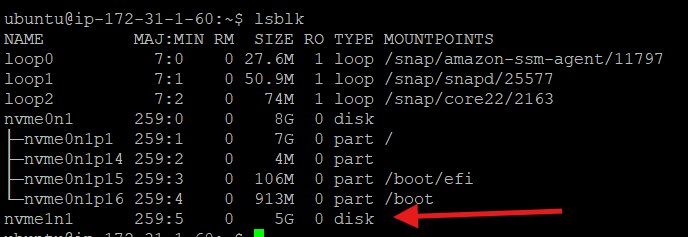 ubuntu@ip-172-31-1-60:~$ lsblk
NAME         MAJ:MIN RM   SIZE RO TYPE MOUNTPOINTS
loop0          7:0    0  27.6M  1 loop /snap/amazon-ssm-agent/11797
loop1          7:1    0  50.9M  1 loop /snap/snapd/25577
loop2          7:2    0    74M  1 loop /snap/core22/2163
nvme0n1      259:0    0     8G  0 disk
├─nvme0n1p1  259:1    0     7G  0 part /
├─nvme0n1p14 259:2    0     4M  0 part
├─nvme0n1p15 259:3    0   106M  0 part /boot/efi
└─nvme0n1p16 259:4    0   913M  0 part /boot
nvme1n1      259:5    0     5G  0 disk
ubuntu@ip-172-31-1-60:~$